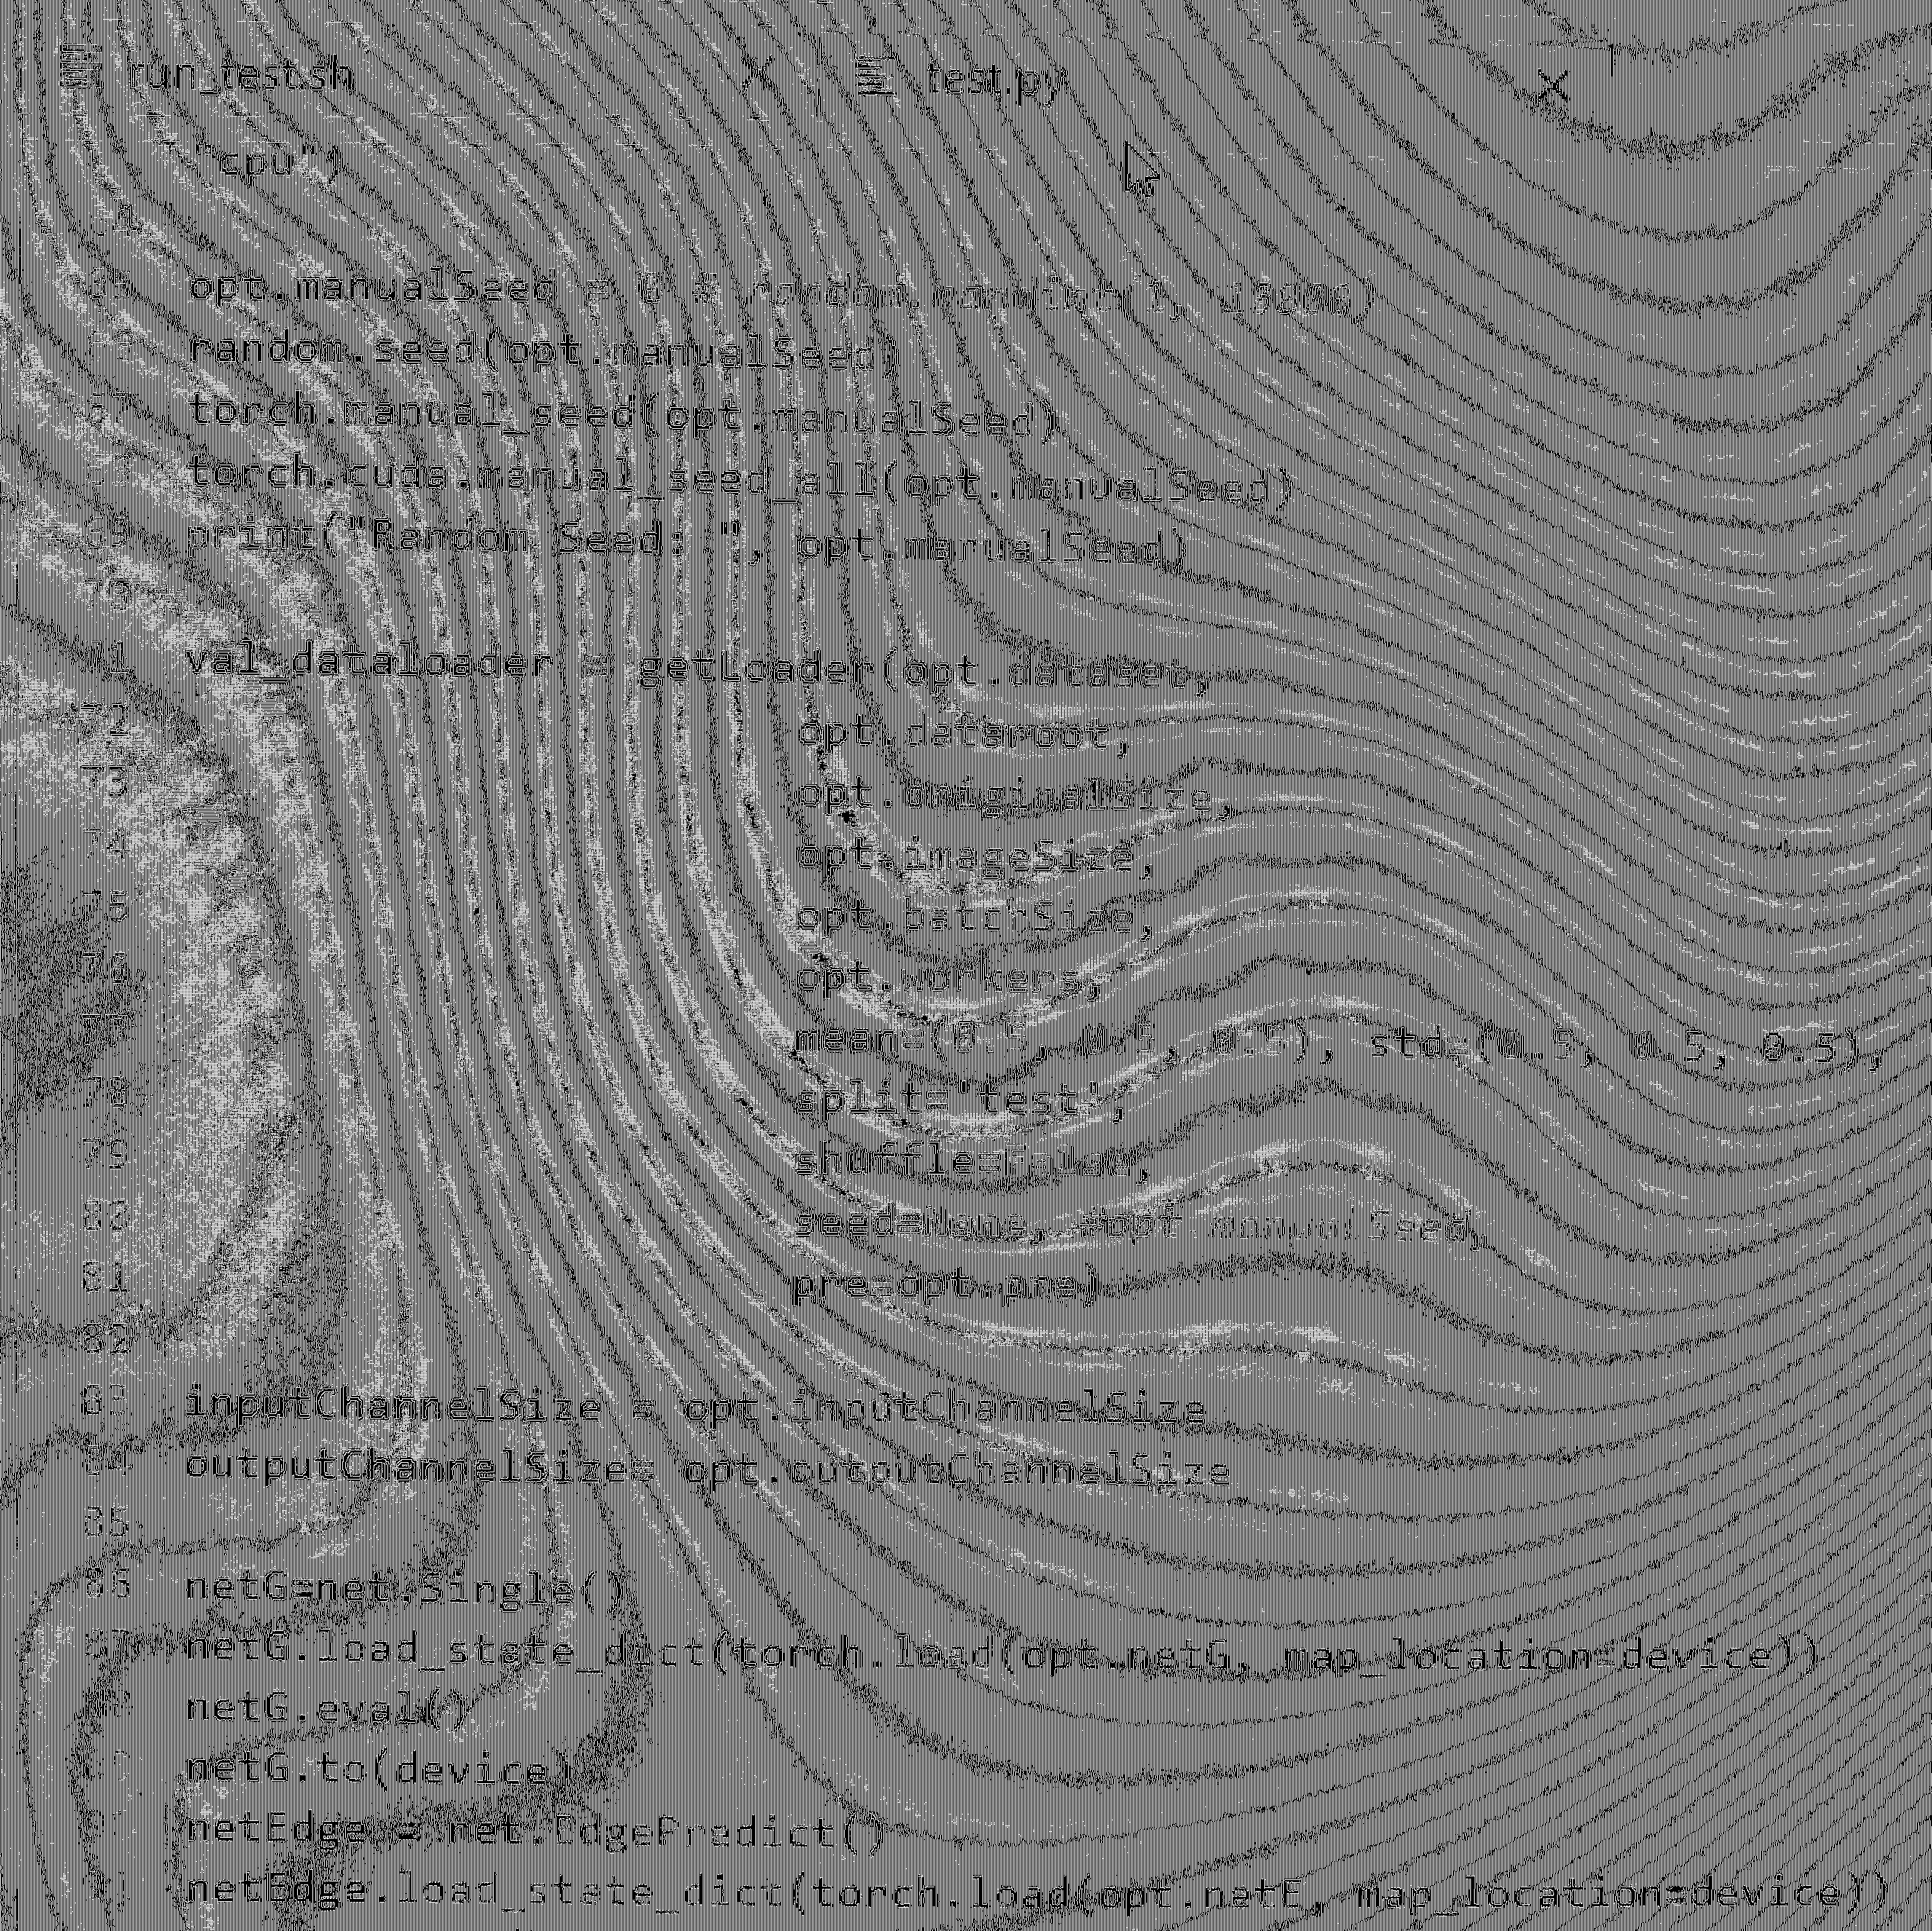 run_test.sh test.py
"cpu")
64
65 opt.manualSeed = 0 # random.randint(1, 10000)
66 random.seed(opt.manualSeed)
67 torch.manual_seed(opt.manualSeed)
68 torch.cuda.manual_seed_all(opt.manualSeed)
69 print("Random Seed: ", opt.manualSeed)
70
71 val_dataloader = getLoader(opt.dataset,
72 opt.dataroot,
73 opt.originalSize,
74 opt.imageSize,
75 opt.batchSize,
76 opt.workers,
77 mean=(0.5, 0.5, 0.5), std=(0.5, 0.5, 0.5),
78 split='test',
79 shuffle=False,
80 seed=None, #opt.manualSeed,
81 pre=opt.pre)
82
83 inputChannelSize = opt.inputChannelSize
84 outputChannelSize= opt.outputChannelSize
85
86 netG=net.Single()
87 netG.load_state_dict(torch.load(opt.netG, map_location=device))
netG.eval()
netG.to(device)
netEdge = net.EdgePredict()
netEdge.load_state_dict(torch.load(opt.netE, map_location=device))